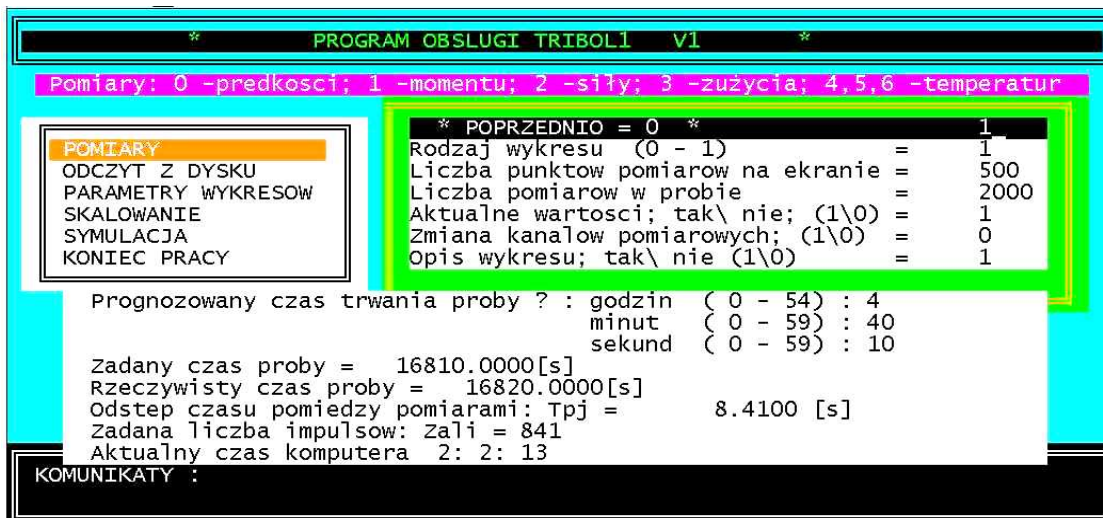 * PROGRAM OBSLUGI TRIBOL1 V1 *
Pomiary: 0 -predkosci; 1 -momentu; 2 -siły; 3 -zużycia; 4,5,6 -temperatur
POMIARY
ODCZYT Z DYSKU
PARAMETRY WYKRESOW
SKALOWANIE
SYMULACJA
KONIEC PRACY
* POPRZEDNIO = 0 * 1_
Rodzaj wykresu (0 - 1) = 1
Liczba punktow pomiarow na ekranie = 500
Liczba pomiarow w probie = 2000
Aktualne wartosci; tak\ nie; (1\0) = 1
Zmiana kanalow pomiarowych; (1\0) = 0
Opis wykresu; tak\ nie (1\0) = 1
Prognozowany czas trwania proby ? : godzin ( 0 - 54) : 4
minut ( 0 - 59) : 40
sekund ( 0 - 59) : 10
Zadany czas proby = 16810.0000[s]
Rzeczywisty czas proby = 16820.0000[s]
Odstep czasu pomiedzy pomiarami: Tpj = 8.4100 [s]
Zadana liczba impulsow: Zali = 841
Aktualny czas komputera 2: 2: 13
KOMUNIKATY :